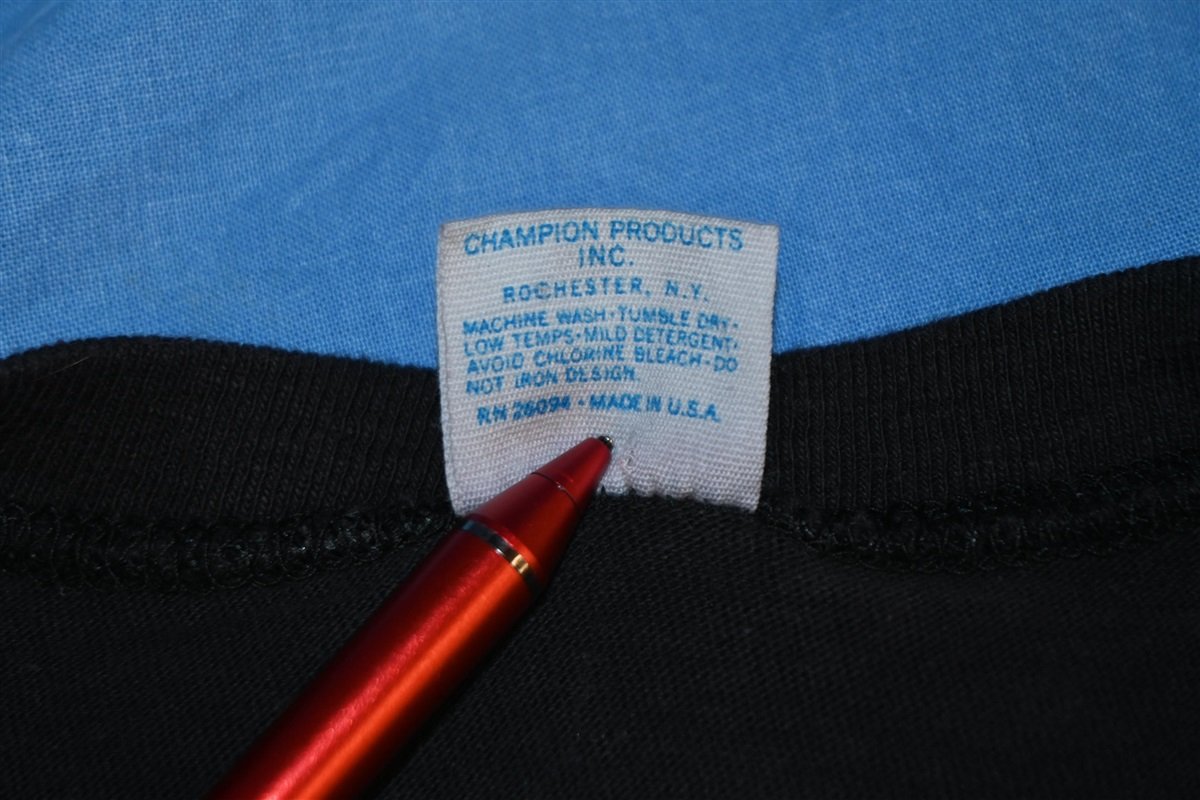 CHAMPION PRODUCTS
INC.
ROCHESTER, N.Y.
MACHINE WASH·TUMBLE DRY·
LOW TEMPS·MILD DETERGENT·
AVOID CHLORINE BLEACH·DO
NOT IRON DESIGN.
RN 26094 · MADE IN U.S.A.